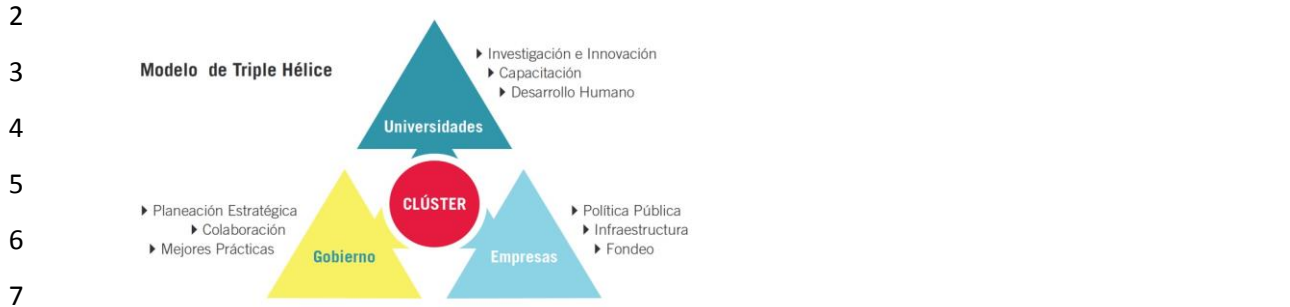 2
▶ Investigación e Innovación
3
Modelo de Triple Hélice
▶ Capacitación
▶ Desarrollo Humano
4
Universidades
5
CLÚSTER
▶ Planeación Estratégica
▶ Colaboración
▶ Mejores Prácticas
Gobierno
▶ Política Pública
▶ Infraestructura
▶ Fondeo
Empresas
6
7